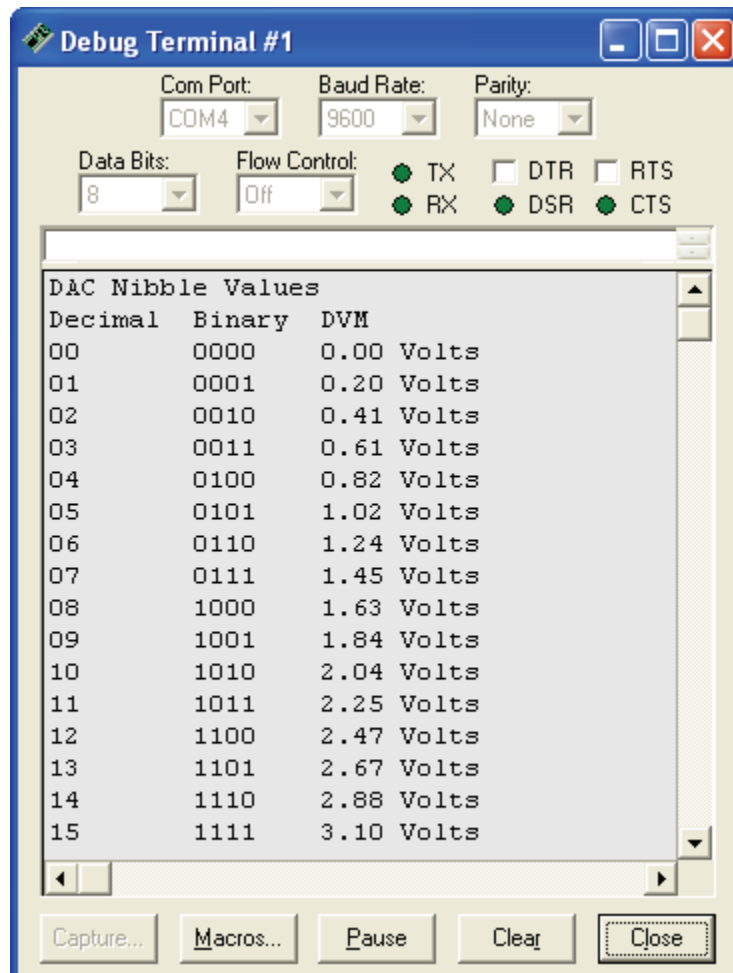 Debug Terminal #1
Com Port: Baud Rate: Parity:
COM4 9600 None
Data Bits: Flow Control: TX DTR RTS
8 Off RX DSR CTS
DAC Nibble Values
Decimal Binary DVM
00 0000 0.00 Volts
01 0001 0.20 Volts
02 0010 0.41 Volts
03 0011 0.61 Volts
04 0100 0.82 Volts
05 0101 1.02 Volts
06 0110 1.24 Volts
07 0111 1.45 Volts
08 1000 1.63 Volts
09 1001 1.84 Volts
10 1010 2.04 Volts
11 1011 2.25 Volts
12 1100 2.47 Volts
13 1101 2.67 Volts
14 1110 2.88 Volts
15 1111 3.10 Volts
Capture... Macros... Pause Clear Close